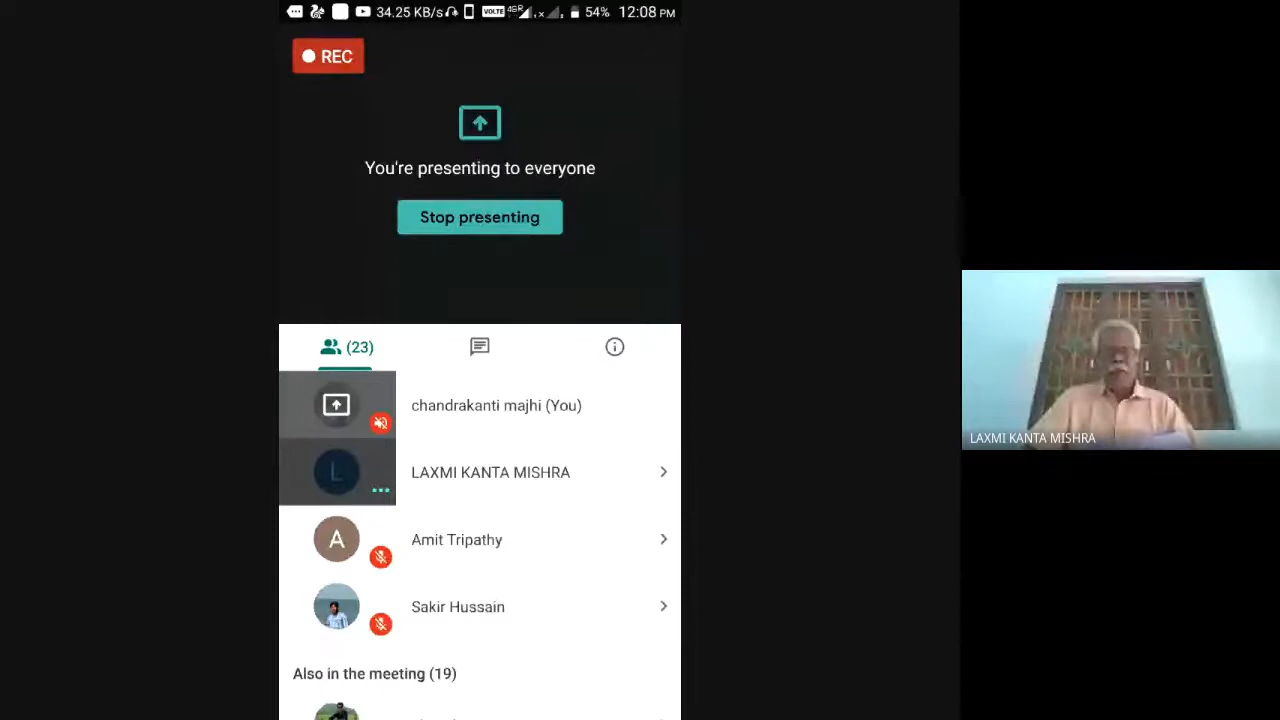 34.25 KB/s VOLTE 54% 12:08 PM
REC
You're presenting to everyone
Stop presenting
(23)
chandrakanti majhi (You)
L
LAXMI KANTA MISHRA
A
Amit Tripathy
Sakir Hussain
Also in the meeting (19)
LAXMI KANTA MISHRA